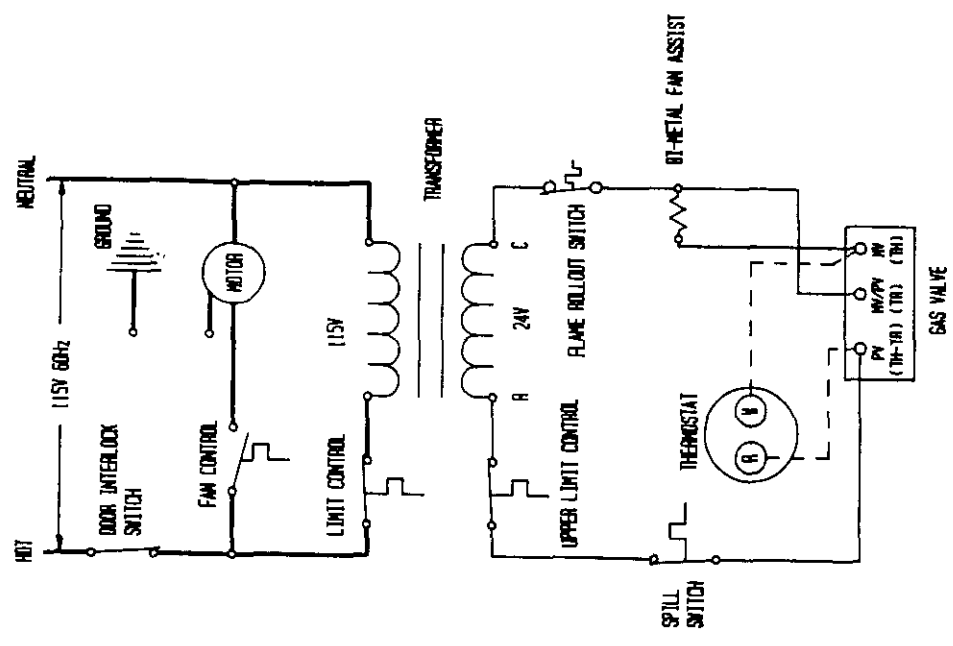 HOT
NEUTRAL
115V 60Hz
GROUND
DOOR INTERLOCK
SWITCH
FAN CONTROL
MOTOR
LIMIT CONTROL
115V
TRANSFORMER
R
24V
C
UPPER LIMIT CONTROL
FLAME ROLLOUT SWITCH
SPILL
SWITCH
THERMOSTAT
R
W
BI-METAL FAN ASSIST
PV
(TH-TR)
MV/PV
(TR)
MV
(TH)
GAS VALVE